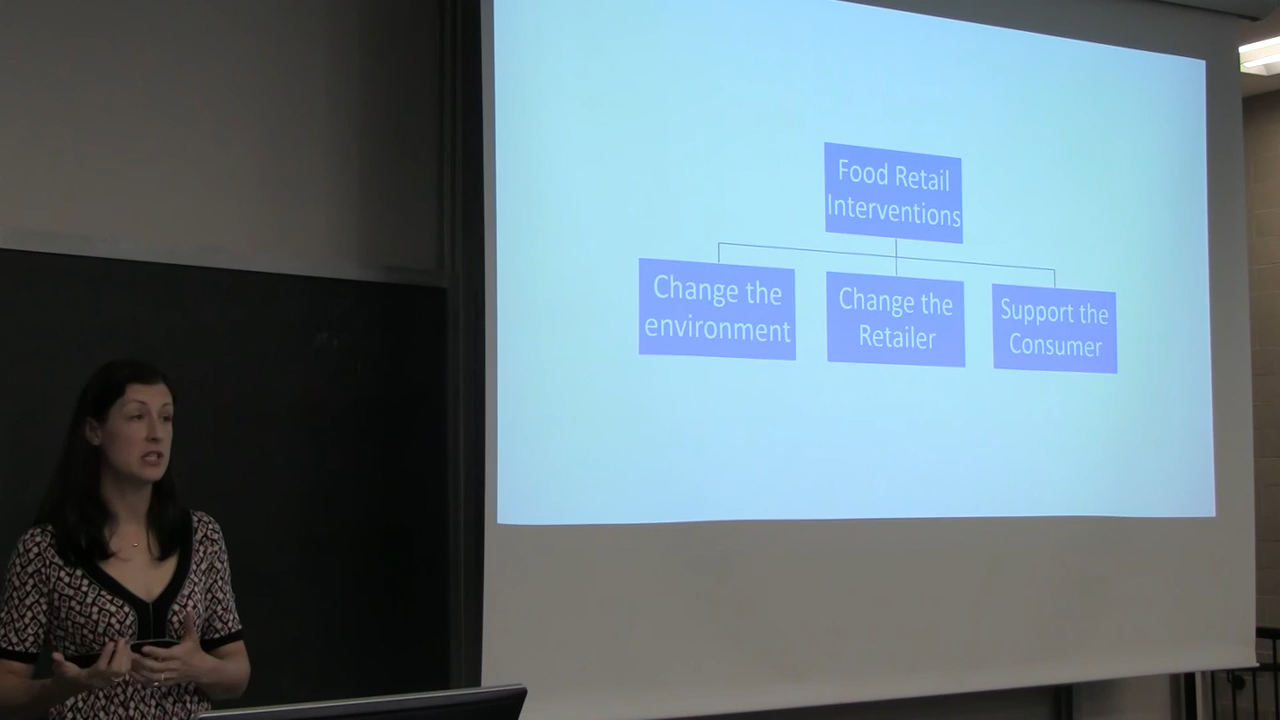 Food Retail
Interventions
Change the
environment
Change the
Retailer
Support the
Consumer